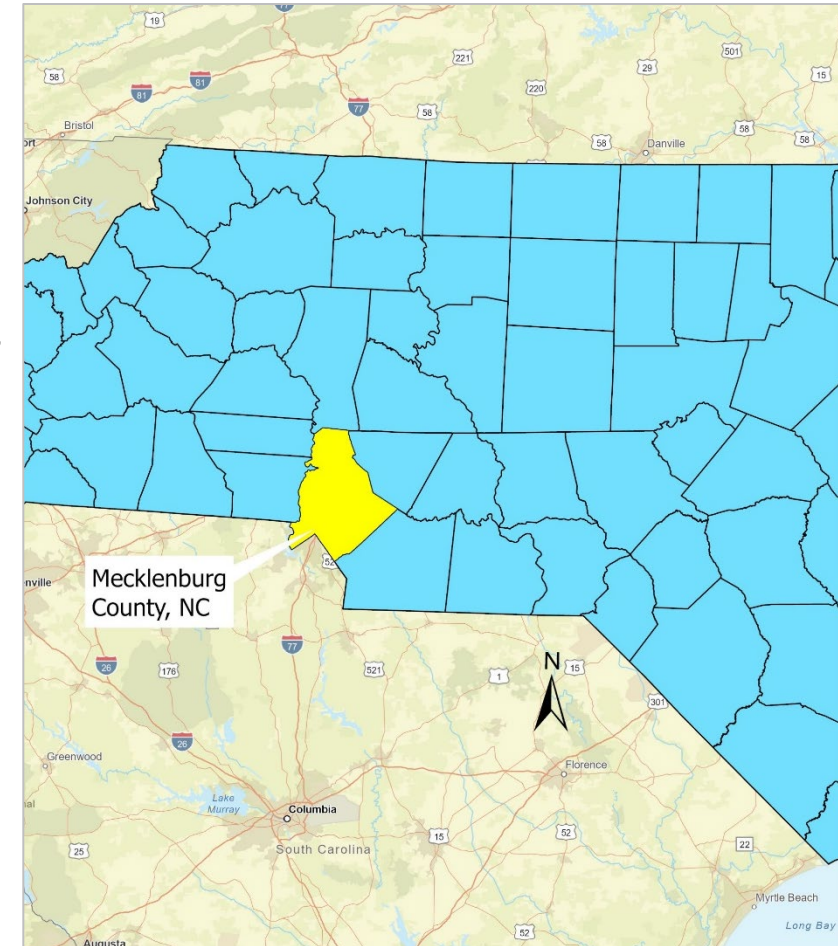 77
19
221
501
58
81
81
29
15
220
77
58
Bristol
58
58
58
Danville
Johnson City
52
Mecklenburg
County, NC
77
26
176
521
1
N
15
301
26
Greenwood
Florence
Lake
Murray
Columbia
15
52
22
25
South Carolina
Myrtle Beach
Long Bay
52
Augusta